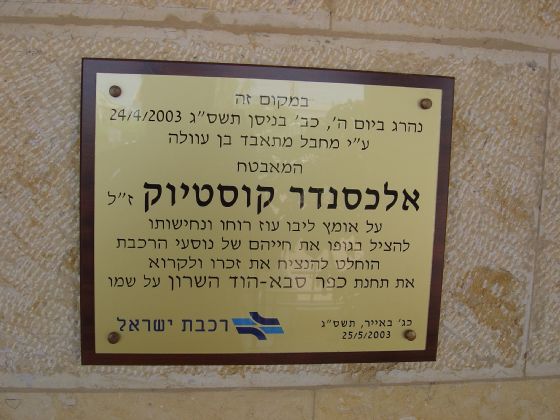 במקום זה
נהרג ביום ה', כב' בניסן תשס"ג 24/4/2003
ע"י מחבל מתאבד בן עוולה
המאבטח
אלכסנדר קוסטיוק ז"ל
על אומץ ליבו עוז רוחו ונחישותו
להציל בגופו את חייהם של נוסעי הרכבת
הוחלט להנציח את זכרו ולקרוא
את תחנת כפר סבא-הוד השרון על שמו
כג' באייר, תשס"ג
25/5/2003
רכבת ישראל